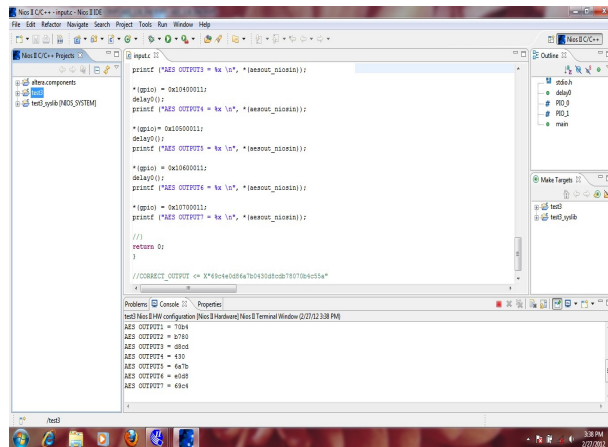 Nios II C/C++ - input.c - Nios II IDE
File Edit Refactor Navigate Search Project Tools Run Window Help
Nios II C/C++
Nios II C/C++ Projects
altera.components
test3
test3_syslib [NIOS_SYSTEM]
input.c
printf ("AES OUTPUT3 = %x \n", *(aesout_niosin));
*(gpio) = 0x10400011;
delay0();
printf ("AES OUTPUT4 = %x \n", *(aesout_niosin));
*(gpio)= 0x10500011;
delay0();
printf ("AES OUTPUT5 = %x \n", *(aesout_niosin));
*(gpio) = 0x10600011;
delay0();
printf ("AES OUTPUT6 = %x \n", *(aesout_niosin));
*(gpio) = 0x10700011;
printf ("AES OUTPUT7 = %x \n", *(aesout_niosin));
//}
return 0;
}
//CORRECT_OUTPUT <= X"69c4e0d86a7b0430d8cdb78070b4c55a"
Outline
stdio.h
delay0
PIO_0
PIO_1
main
Make Targets
test3
test3_syslib
Problems Console Properties
test3 Nios II HW configuration [Nios II Hardware] Nios II Terminal Window (2/27/12 3:38 PM)
AES OUTPUT1 = 70b4
AES OUTPUT2 = b780
AES OUTPUT3 = d8cd
AES OUTPUT4 = 430
AES OUTPUT5 = 6a7b
AES OUTPUT6 = e0d8
AES OUTPUT7 = 69c4
/test3
3:38 PM
2/27/2012